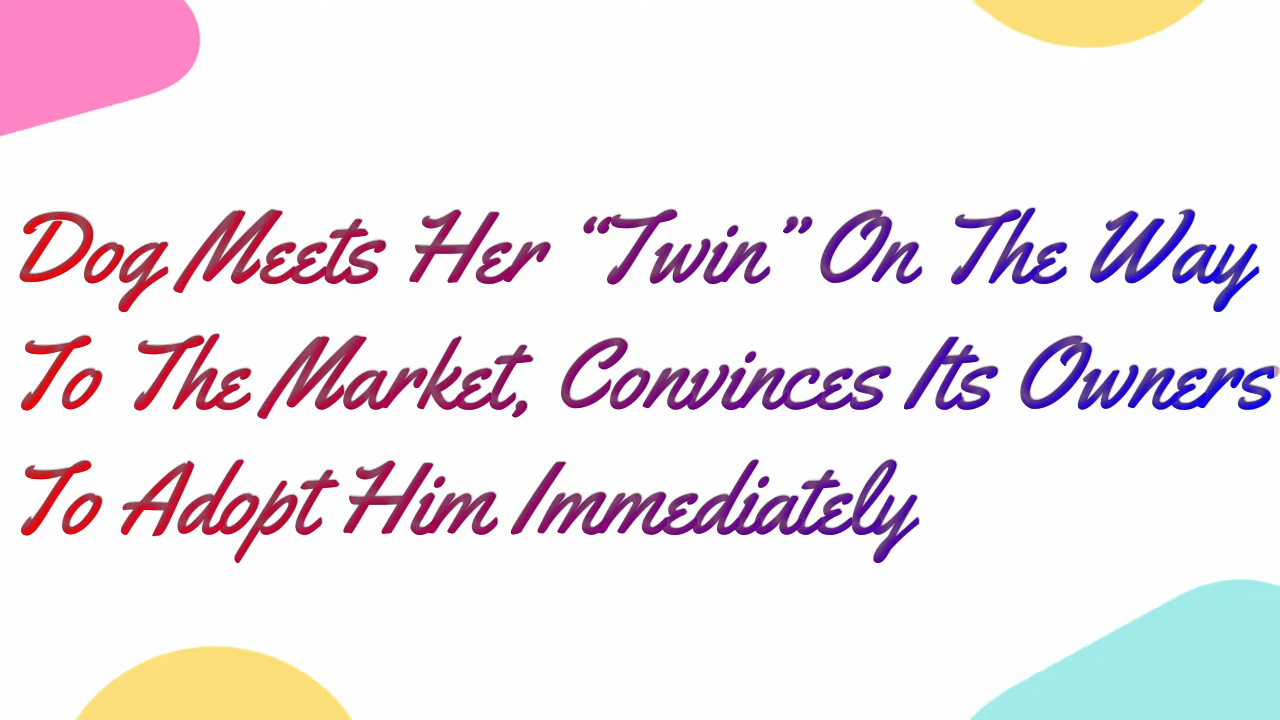 Dog Meets Her “Twin” On The Way
To The Market, Convinces Its Owners
To Adopt Him Immediately